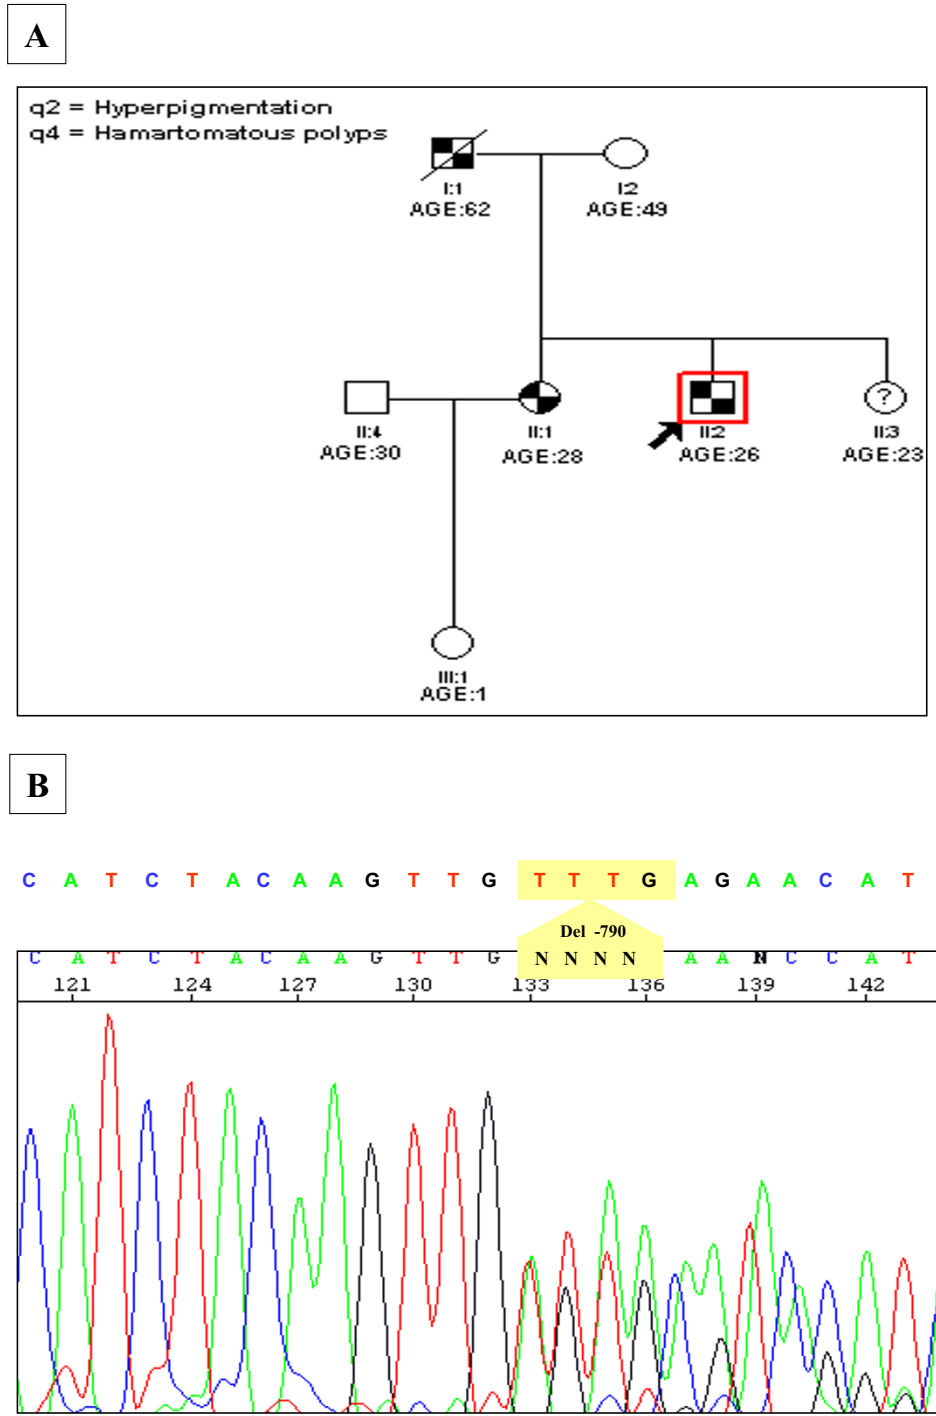 A
q2 = Hyperpigmentation
q4 = Hamartomatous polyps
I:1
AGE:62
I:2
AGE:49
II:4
AGE:30
II:1
AGE:28
II:2
AGE:26
?
II:3
AGE:23
III:1
AGE:1
B
C A T C T A C A A G T T G T T T G A G A A C A T
Del -790
C A T C T A C A A G T T G N N N N A A N C C A T
121 124 127 130 133 136 139 142